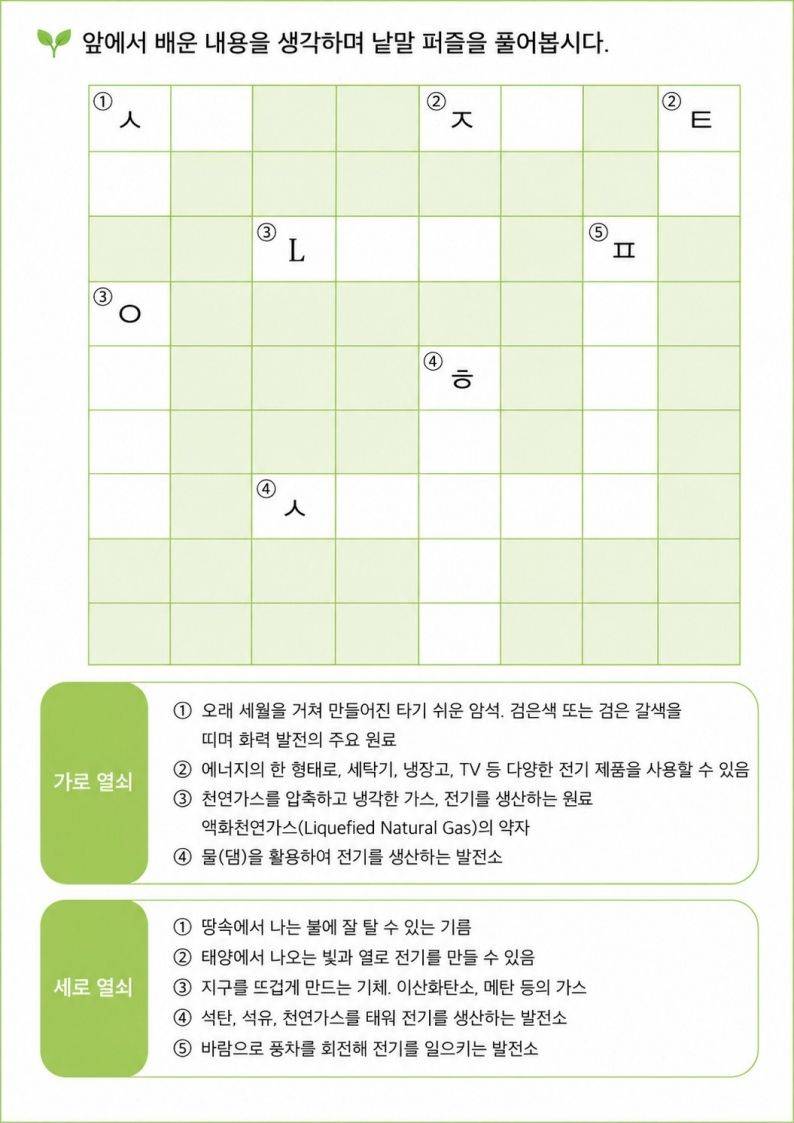 앞에서 배운 내용을 생각하며 낱말 퍼즐을 풀어봅시다.
① ㅅ ② ㅈ ② ㅌ
③ L ⑤ ㅍ
③ ㅇ
④ ㅎ
④ ㅅ
가로 열쇠
① 오래 세월을 거쳐 만들어진 타기 쉬운 암석. 검은색 또는 검은 갈색을
띠며 화력 발전의 주요 원료
② 에너지의 한 형태로, 세탁기, 냉장고, TV 등 다양한 전기 제품을 사용할 수 있음
③ 천연가스를 압축하고 냉각한 가스, 전기를 생산하는 원료
액화천연가스(Liquefied Natural Gas)의 약자
④ 물(댐)을 활용하여 전기를 생산하는 발전소
세로 열쇠
① 땅속에서 나는 불에 잘 탈 수 있는 기름
② 태양에서 나오는 빛과 열로 전기를 만들 수 있음
③ 지구를 뜨겁게 만드는 기체. 이산화탄소, 메탄 등의 가스
④ 석탄, 석유, 천연가스를 태워 전기를 생산하는 발전소
⑤ 바람으로 풍차를 회전해 전기를 일으키는 발전소